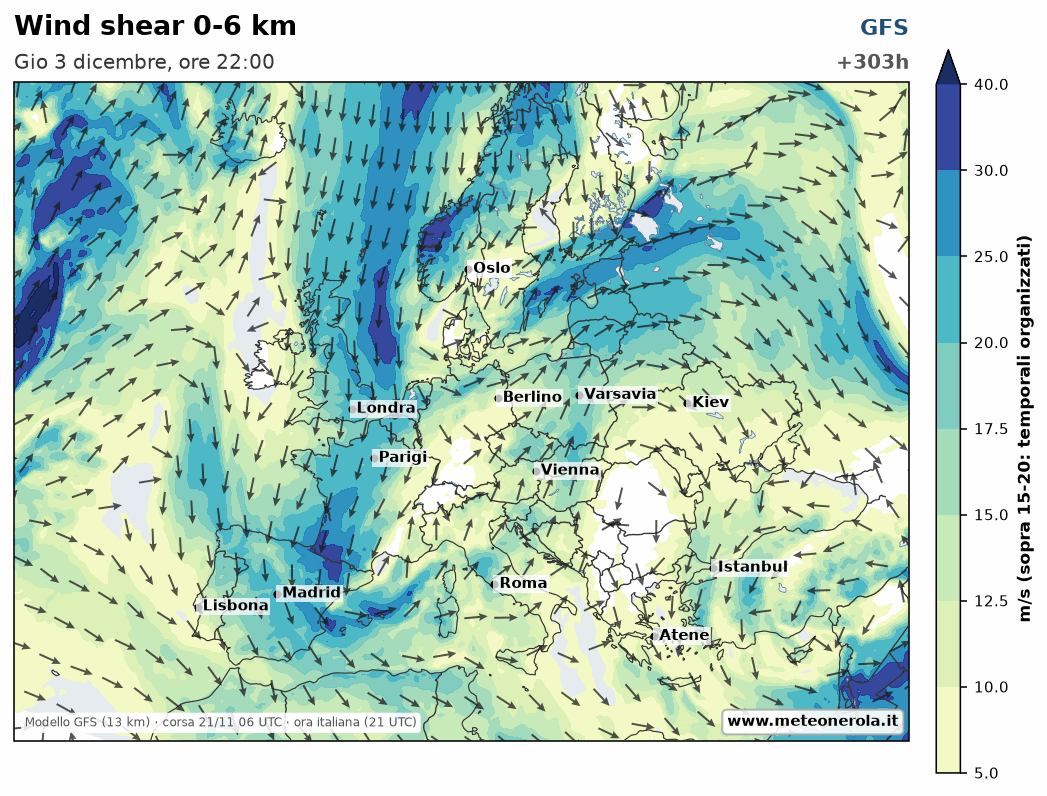 Wind shear 0-6 km
GFS
Gio 3 dicembre, ore 22:00
+303h
40.0
30.0
25.0
20.0
17.5
15.0
12.5
10.0
5.0
m/s (sopra 15-20: temporali organizzati)
Oslo
Berlino
Varsavia
Kiev
Londra
Parigi
Vienna
Istanbul
Roma
Madrid
Lisbona
Atene
Modello GFS (13 km) · corsa 21/11 06 UTC · ora italiana (21 UTC)
www.meteonerola.it